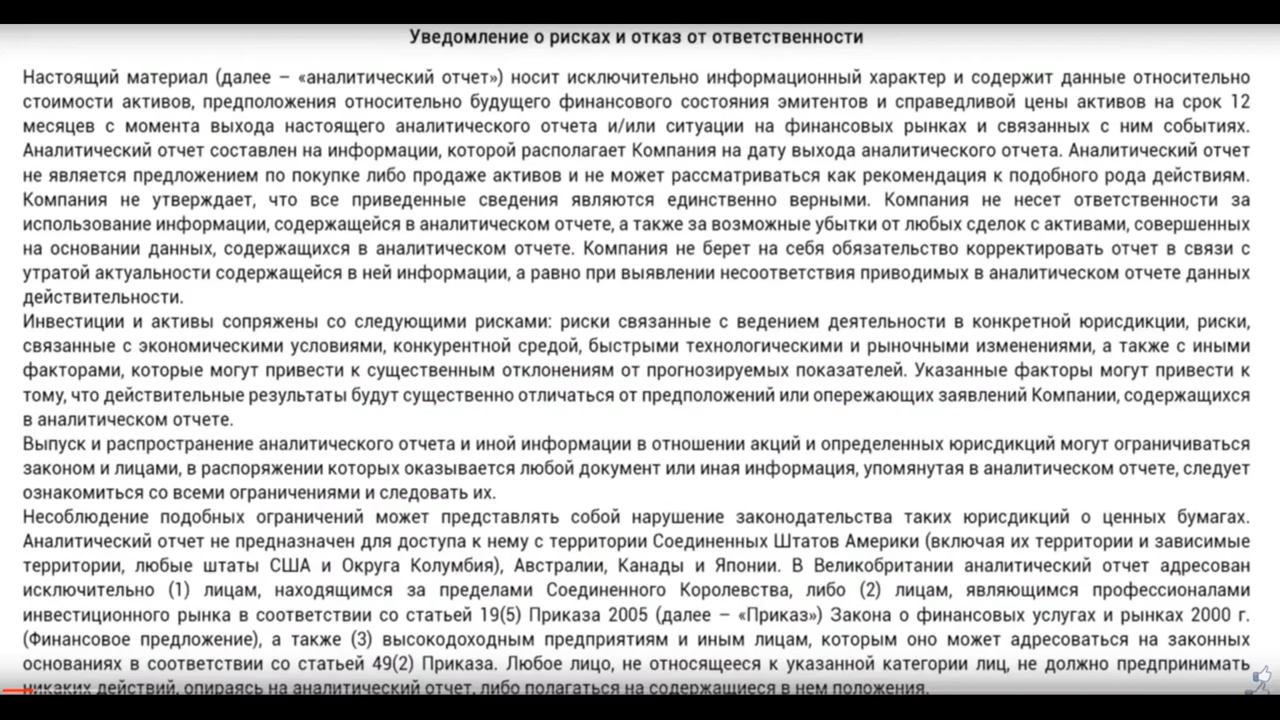 Уведомление о рисках и отказ от ответственности
Настоящий материал (далее – «аналитический отчет») носит исключительно информационный характер и содержит данные относительно
стоимости активов, предположения относительно будущего финансового состояния эмитентов и справедливой цены активов на срок 12
месяцев с момента выхода настоящего аналитического отчета и/или ситуации на финансовых рынках и связанных с ним событиях.
Аналитический отчет составлен на информации, которой располагает Компания на дату выхода аналитического отчета. Аналитический отчет
не является предложением по покупке либо продаже активов и не может рассматриваться как рекомендация к подобного рода действиям.
Компания не утверждает, что все приведенные сведения являются единственно верными. Компания не несет ответственности за
использование информации, содержащейся в аналитическом отчете, а также за возможные убытки от любых сделок с активами, совершенных
на основании данных, содержащихся в аналитическом отчете. Компания не берет на себя обязательство корректировать отчет в связи с
утратой актуальности содержащейся в ней информации, а равно при выявлении несоответствия приводимых в аналитическом отчете данных
действительности.
Инвестиции и активы сопряжены со следующими рисками: риски связанные с ведением деятельности в конкретной юрисдикции, риски,
связанные с экономическими условиями, конкурентной средой, быстрыми технологическими и рыночными изменениями, а также с иными
факторами, которые могут привести к существенным отклонениям от прогнозируемых показателей. Указанные факторы могут привести к
тому, что действительные результаты будут существенно отличаться от предположений или опережающих заявлений Компании, содержащихся
в аналитическом отчете.
Выпуск и распространение аналитического отчета и иной информации в отношении акций и определенных юрисдикций могут ограничиваться
законом и лицами, в распоряжении которых оказывается любой документ или иная информация, упомянутая в аналитическом отчете, следует
ознакомиться со всеми ограничениями и следовать их.
Несоблюдение подобных ограничений может представлять собой нарушение законодательства таких юрисдикций о ценных бумагах.
Аналитический отчет не предназначен для доступа к нему с территории Соединенных Штатов Америки (включая их территории и зависимые
территории, любые штаты США и Округа Колумбия), Австралии, Канады и Японии. В Великобритании аналитический отчет адресован
исключительно (1) лицам, находящимся за пределами Соединенного Королевства, либо (2) лицам, являющимся профессионалами
инвестиционного рынка в соответствии со статьей 19(5) Приказа 2005 (далее – «Приказ») Закона о финансовых услугах и рынках 2000 г.
(Финансовое предложение), а также (3) высокодоходным предприятиям и иным лицам, которым оно может адресоваться на законных
основаниях в соответствии со статьей 49(2) Приказа. Любое лицо, не относящееся к указанной категории лиц, не должно предпринимать
никаких действий, опираясь на аналитический отчет, либо полагаться на содержащиеся в нем положения.